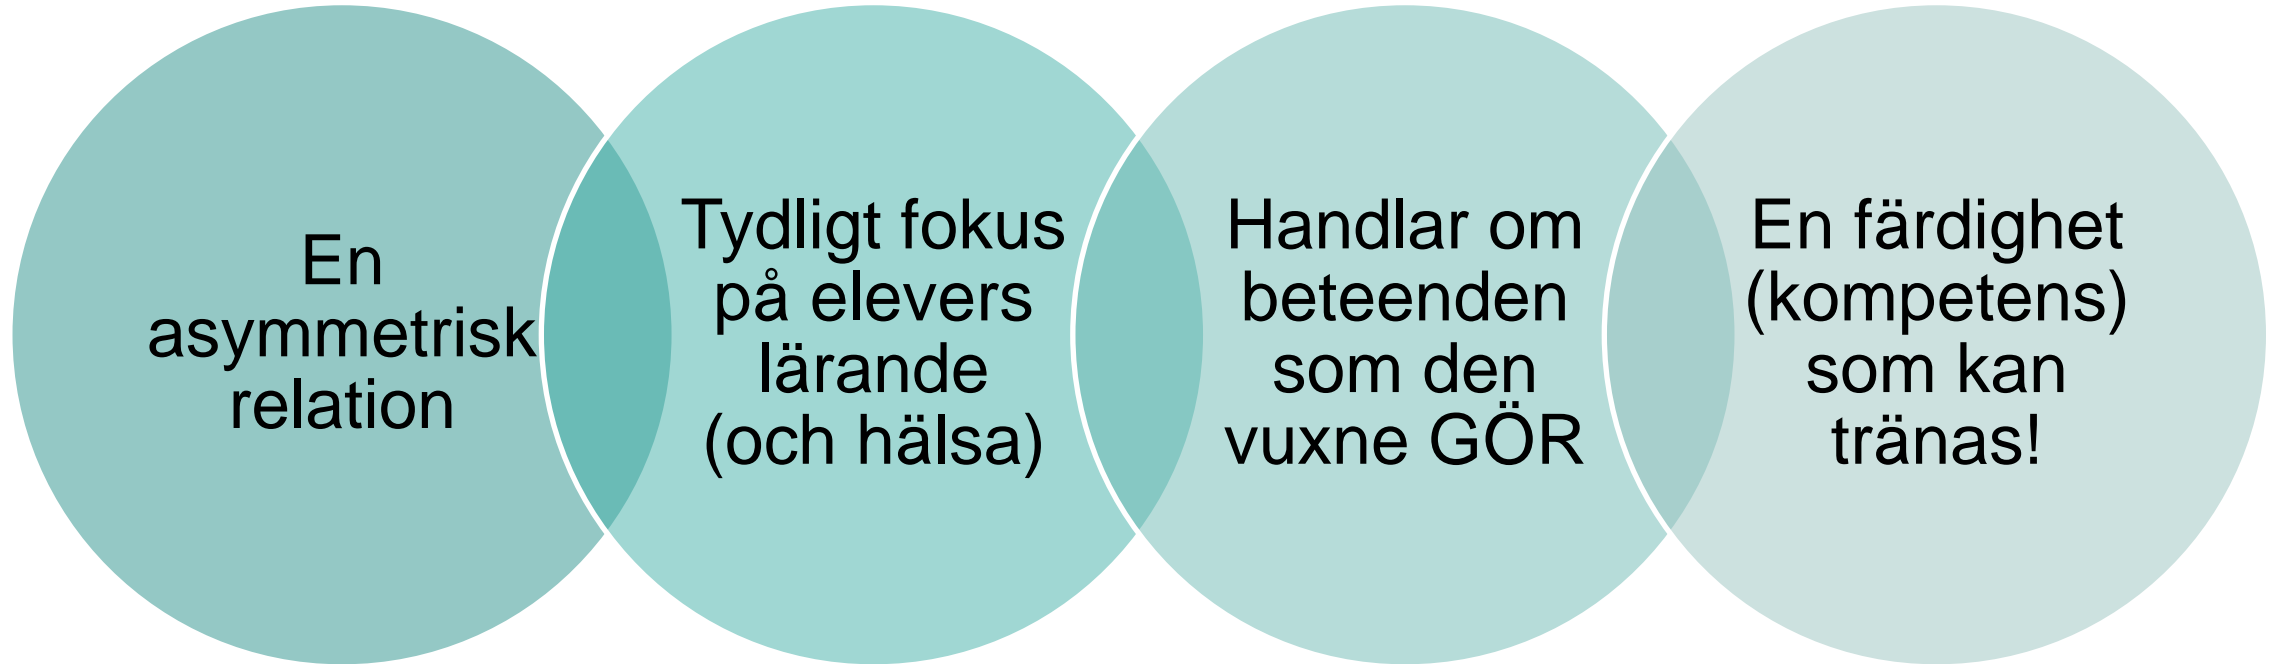 En
asymmetrisk
relation
Tydligt fokus
på elevers
lärande
(och hälsa)
Handlar om
beteenden
som den
vuxne GÖR
En färdighet
(kompetens)
som kan
tränas!